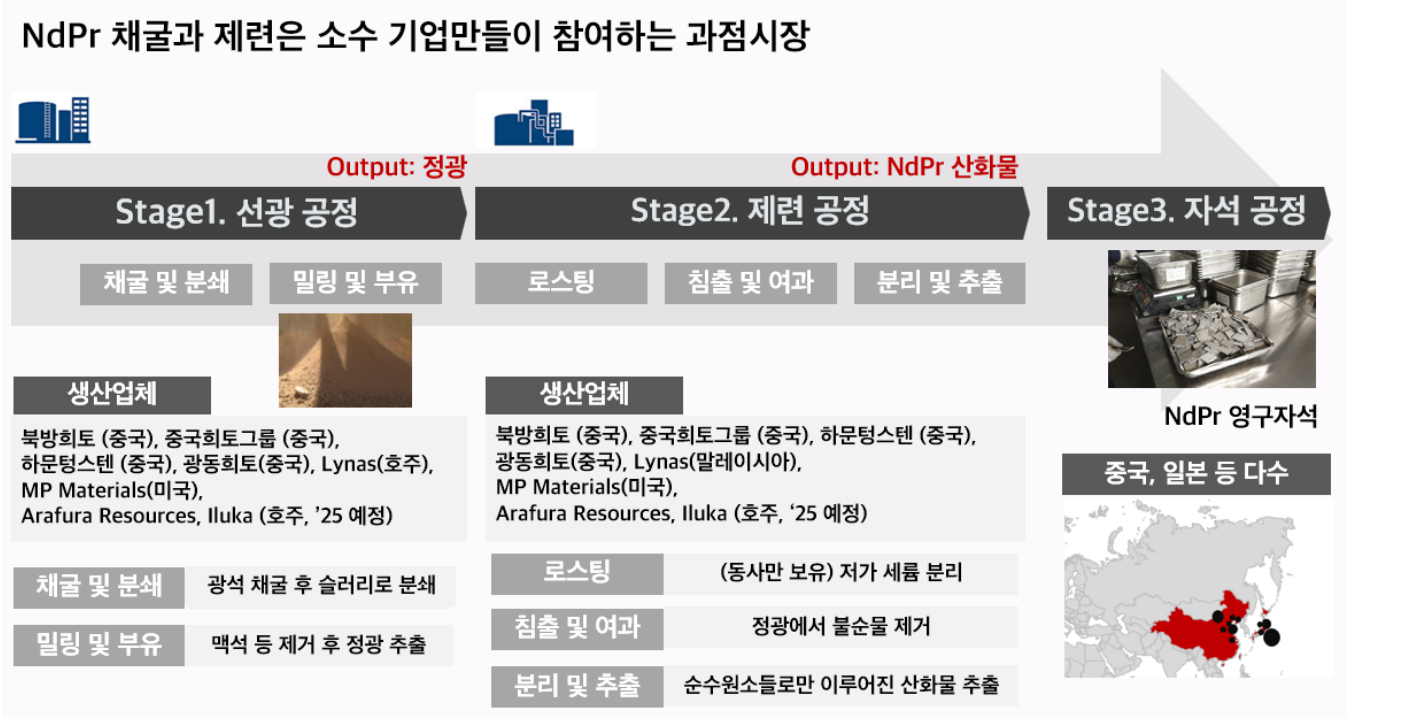 NdPr 채굴과 제련은 소수 기업만들이 참여하는 과점시장
Output: 정광
Output: NdPr 산화물
Stage1. 선광 공정
Stage2. 제련 공정
Stage3. 자석 공정
채굴 및 분쇄
밀링 및 부유
로스팅
침출 및 여과
분리 및 추출
생산업체
북방희토 (중국), 중국희토그룹 (중국),
하문텅스텐 (중국), 광동희토(중국), Lynas(호주),
MP Materials(미국),
Arafura Resources, Iluka (호주, ’25 예정)
채굴 및 분쇄
광석 채굴 후 슬러리로 분쇄
밀링 및 부유
맥석 등 제거 후 정광 추출
생산업체
북방희토 (중국), 중국희토그룹 (중국), 하문텅스텐 (중국),
광동희토(중국), Lynas(말레이시아),
MP Materials(미국),
Arafura Resources, Iluka (호주, ‘25 예정)
로스팅
(동사만 보유) 저가 세륨 분리
침출 및 여과
정광에서 불순물 제거
분리 및 추출
순수원소들로만 이루어진 산화물 추출
NdPr 영구자석
중국, 일본 등 다수